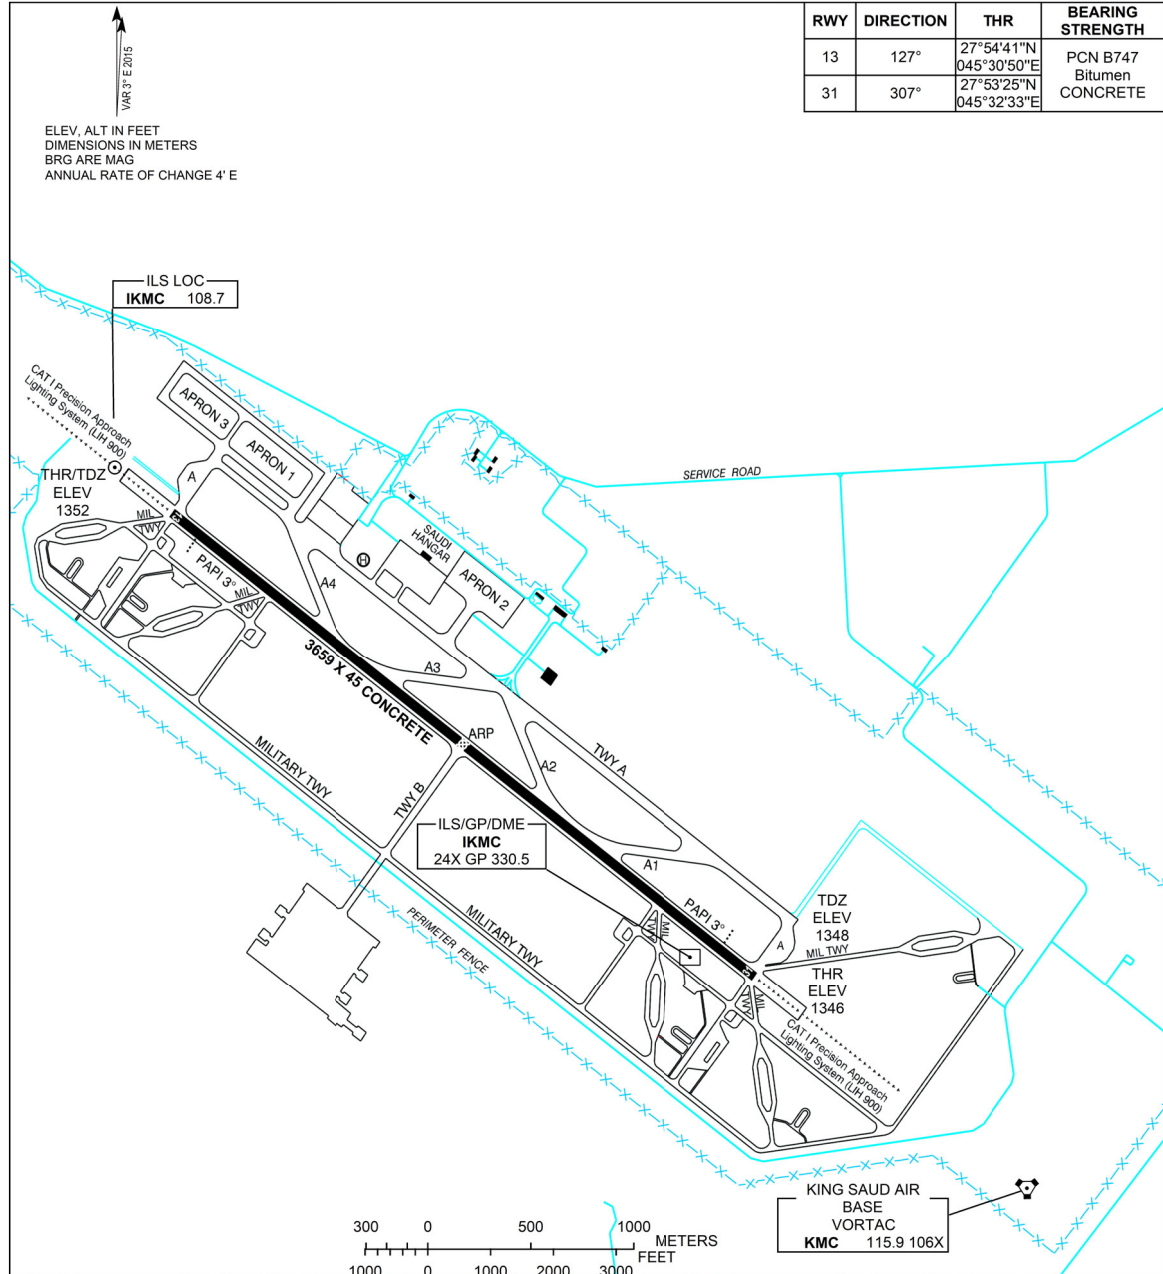 RWY DIRECTION THR BEARING STRENGTH
13 127° 27°54'41"N 045°30'50"E PCN B747 Bitumen CONCRETE
31 307° 27°53'25"N 045°32'33"E
VAR 3° E 2015
ELEV, ALT IN FEET
DIMENSIONS IN METERS
BRG ARE MAG
ANNUAL RATE OF CHANGE 4' E
ILS LOC
IKMC 108.7
CAT I Precision Approach
Lighting System (LIH 900)
THR/TDZ
ELEV
1352
APRON 3
APRON 1
A
MIL
TWY
PAPI 3°
MIL
TWY
13
SERVICE ROAD
SAUDI
HANGAR
APRON 2
H
A4
A3
3659 X 45 CONCRETE
ARP
A2
TWY A
MILITARY TWY
TWY B
ILS/GP/DME
IKMC
24X GP 330.5
A1
PAPI 3°
MIL
TWY
A
TDZ
ELEV
1348
MIL TWY
31
THR
ELEV
1346
MIL
TWY
PERIMETER FENCE
MILITARY TWY
CAT I Precision Approach
Lighting System (LIH 900)
KING SAUD AIR
BASE
VORTAC
KMC 115.9 106X
300 0 500 1000
METERS
FEET
1000 0 1000 2000 3000